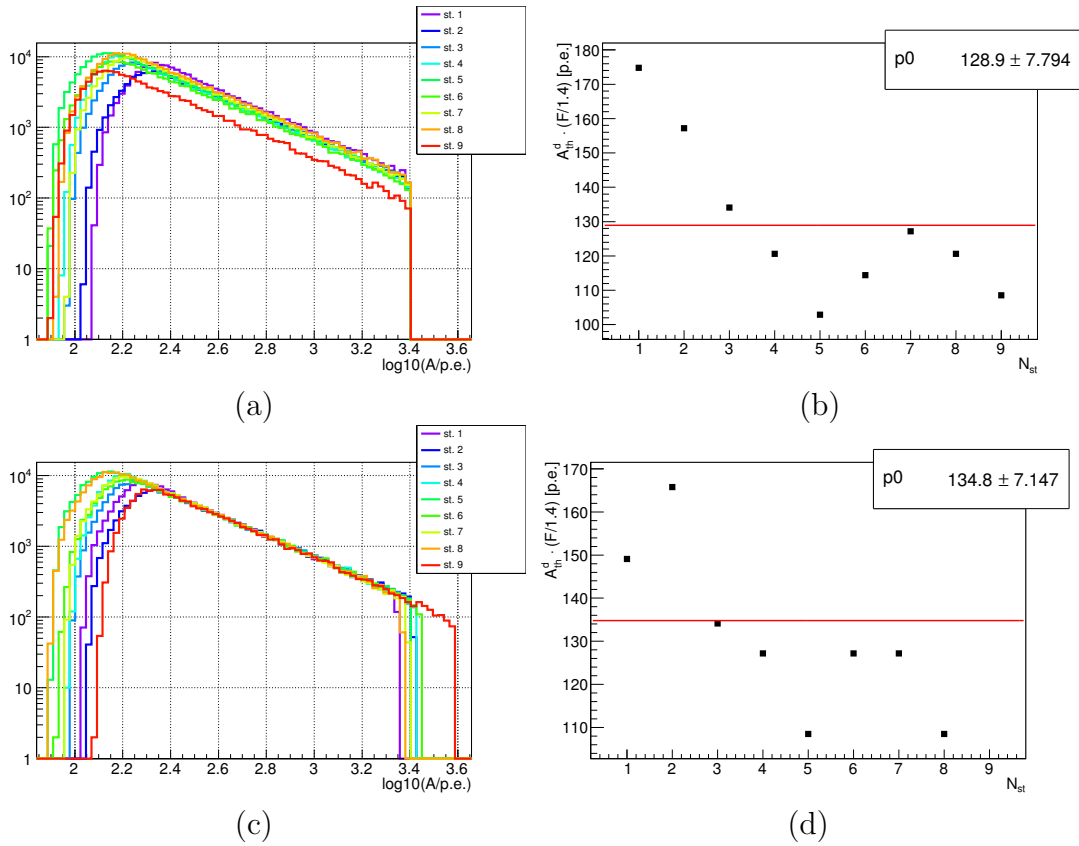 st. 1
st. 2
st. 3
st. 4
st. 5
st. 6
st. 7
st. 8
st. 9
10⁴
10³
10²
10
1
2 2.2 2.4 2.6 2.8 3 3.2 3.4 3.6
log10(A/p.e.)
(a)
A_th^d · (F/1.4) [p.e.]
p0 128.9 ± 7.794
180
170
160
150
140
130
120
110
100
1 2 3 4 5 6 7 8 9
N_st
(b)
st. 1
st. 2
st. 3
st. 4
st. 5
st. 6
st. 7
st. 8
st. 9
10⁴
10³
10²
10
1
2 2.2 2.4 2.6 2.8 3 3.2 3.4 3.6
log10(A/p.e.)
(c)
A_th^d · (F/1.4) [p.e.]
p0 134.8 ± 7.147
170
160
150
140
130
120
110
1 2 3 4 5 6 7 8 9
N_st
(d)